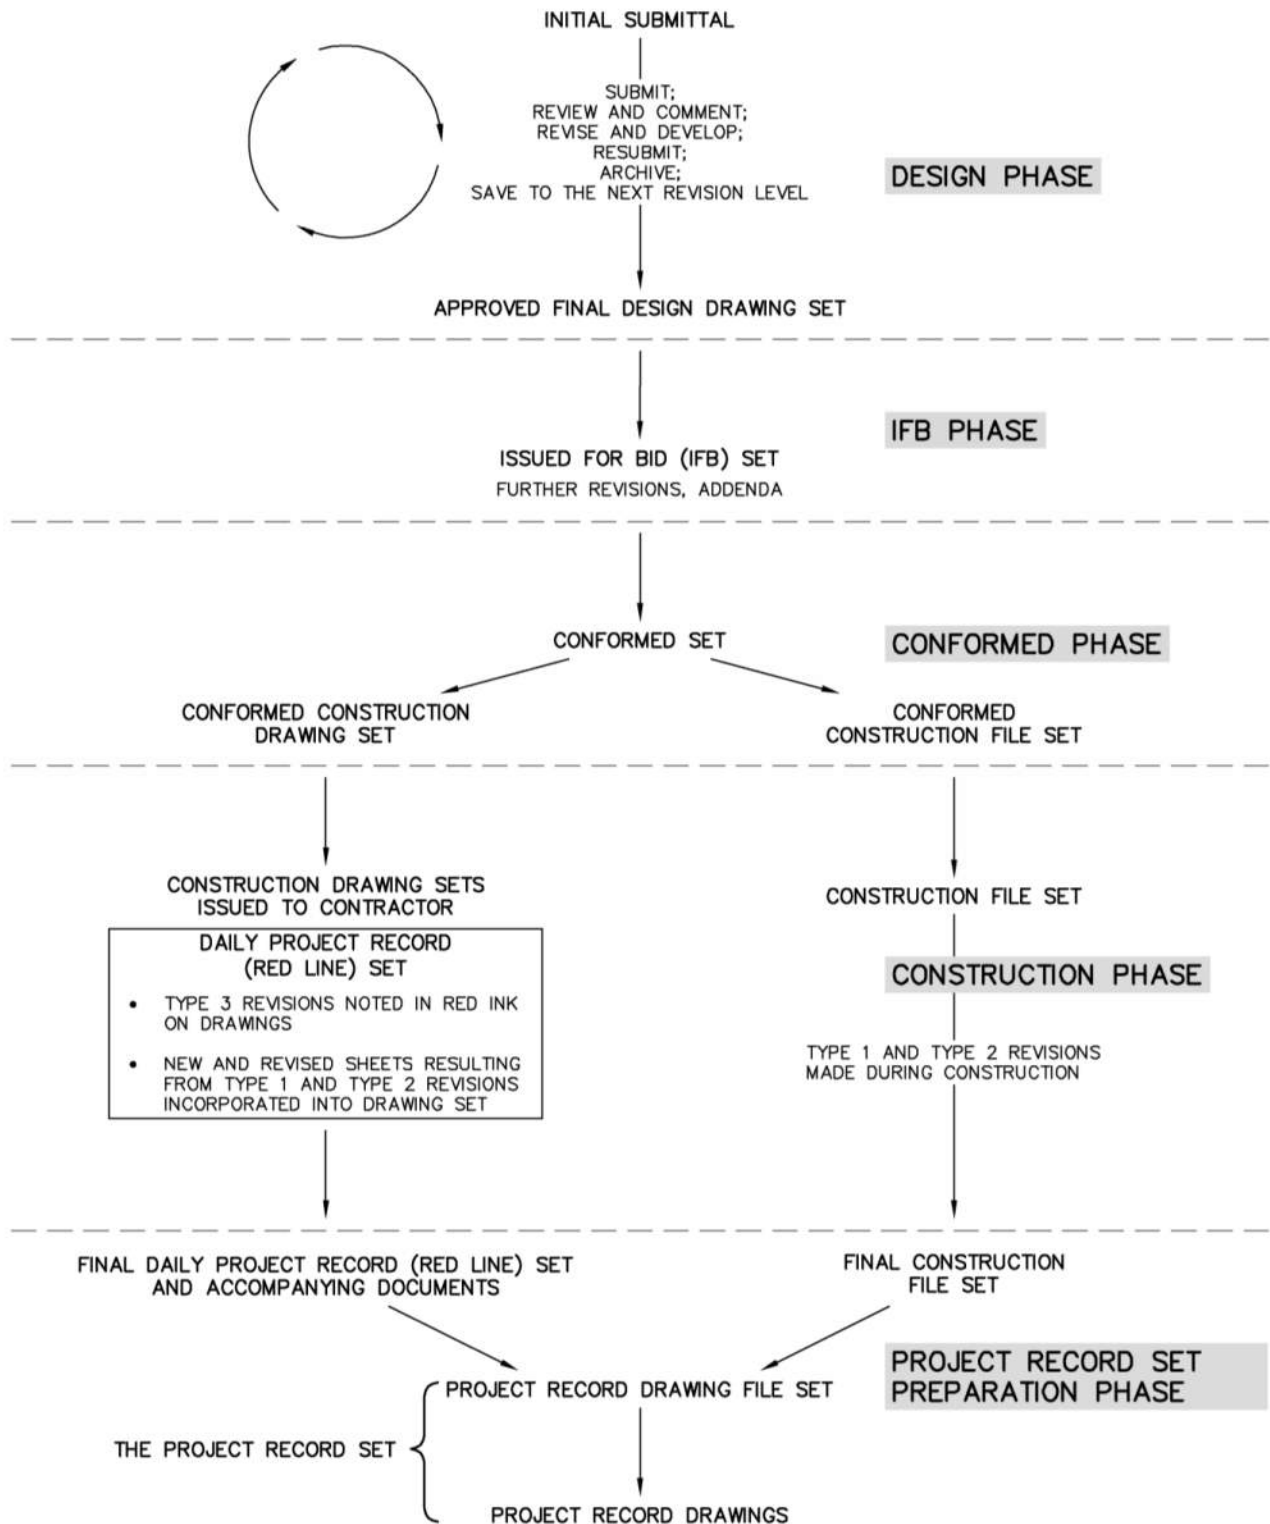 INITIAL SUBMITTAL
SUBMIT;
REVIEW AND COMMENT;
REVISE AND DEVELOP;
RESUBMIT;
ARCHIVE;
SAVE TO THE NEXT REVISION LEVEL
DESIGN PHASE
APPROVED FINAL DESIGN DRAWING SET
IFB PHASE
ISSUED FOR BID (IFB) SET
FURTHER REVISIONS, ADDENDA
CONFORMED SET
CONFORMED PHASE
CONFORMED CONSTRUCTION
DRAWING SET
CONFORMED
CONSTRUCTION FILE SET
CONSTRUCTION DRAWING SETS
ISSUED TO CONTRACTOR
DAILY PROJECT RECORD
(RED LINE) SET
• TYPE 3 REVISIONS NOTED IN RED INK
ON DRAWINGS
• NEW AND REVISED SHEETS RESULTING
FROM TYPE 1 AND TYPE 2 REVISIONS
INCORPORATED INTO DRAWING SET
CONSTRUCTION FILE SET
CONSTRUCTION PHASE
TYPE 1 AND TYPE 2 REVISIONS
MADE DURING CONSTRUCTION
FINAL DAILY PROJECT RECORD (RED LINE) SET
AND ACCOMPANYING DOCUMENTS
FINAL CONSTRUCTION
FILE SET
PROJECT RECORD SET
PREPARATION PHASE
PROJECT RECORD DRAWING FILE SET
THE PROJECT RECORD SET
PROJECT RECORD DRAWINGS